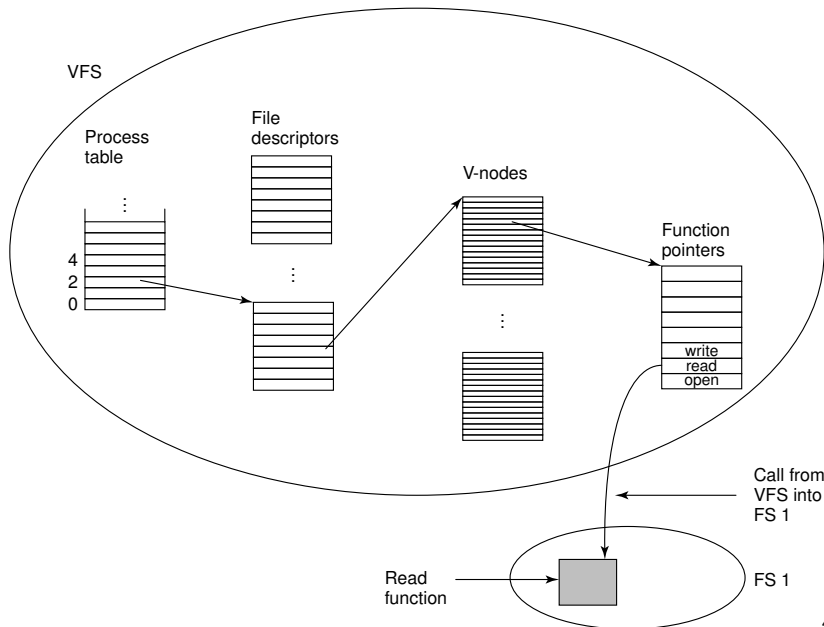 VFS
Process
table
File
descriptors
V-nodes
Function
pointers
...
...
...
4
2
0
write
read
open
Call from
VFS into
FS 1
Read
function
FS 1